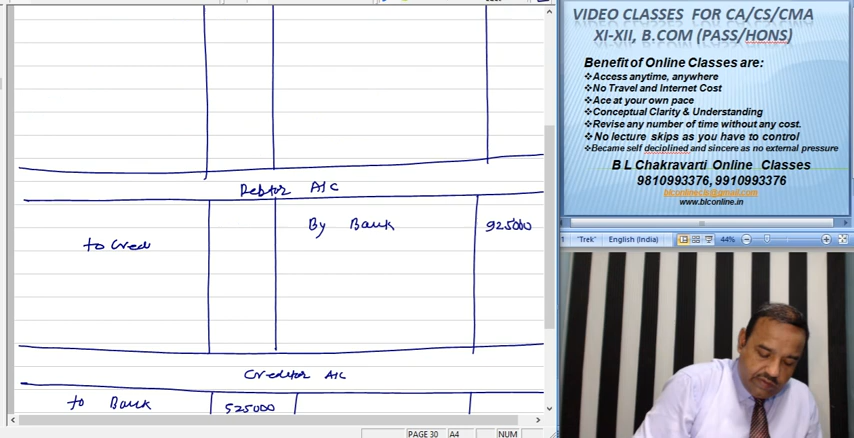 VIDEO CLASSES FOR CA/CS/CMA
XI-XII, B.COM (PASS/HONS)
Benefit of Online Classes are:
❖Access anytime, anywhere
❖No Travel and Internet Cost
❖Ace at your own pace
❖Conceptual Clarity & Understanding
❖Revise any number of time without any cost.
❖No lecture skips as you have to control
❖Became self deciplined and sincere as no external pressure
B L Chakravarti Online Classes
9810993376, 9910993376
www.blconline.in
1 "Trek" English (India) 44%
Debtor A/C
By Bank 925000
to Cred
Creditor A/C
to Bank 525000
PAGE 30 A4 NUM